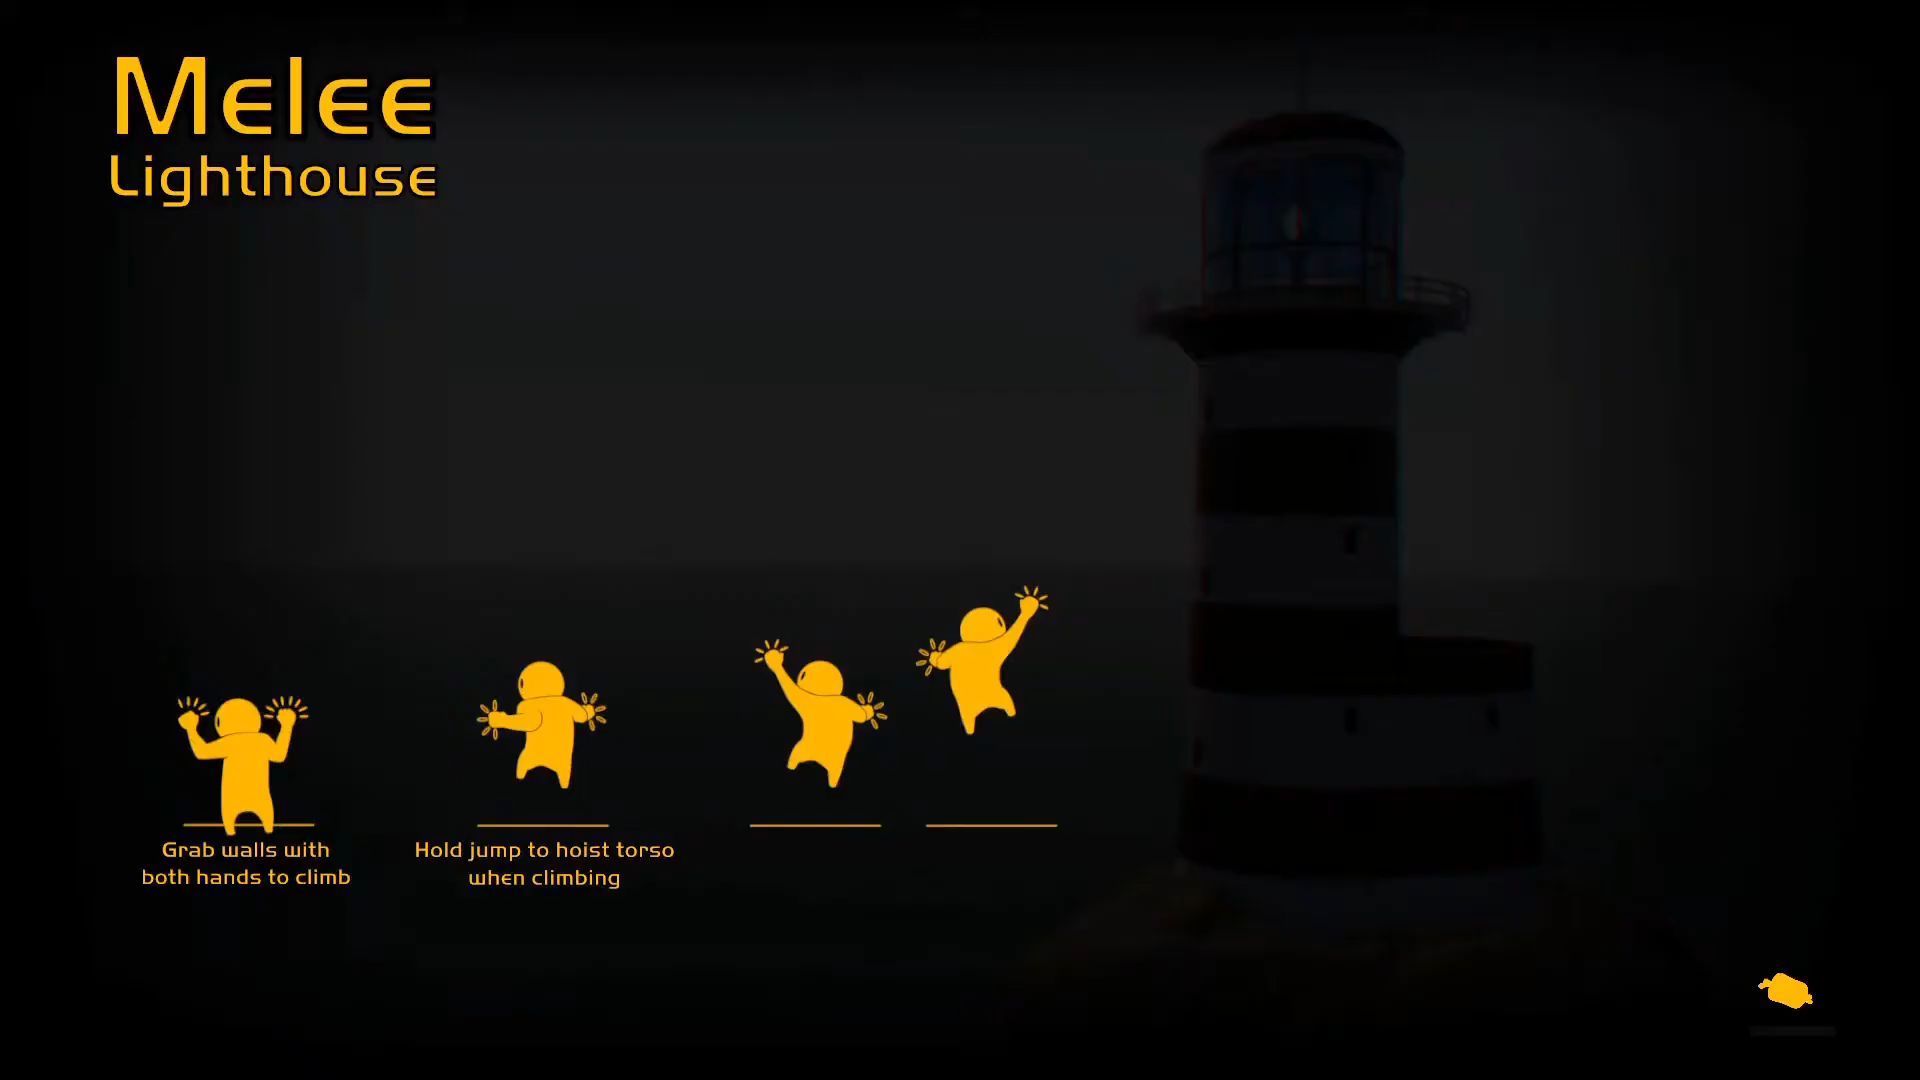 Melee
Lighthouse
Grab walls with
both hands to climb
Hold jump to hoist torso
when climbing